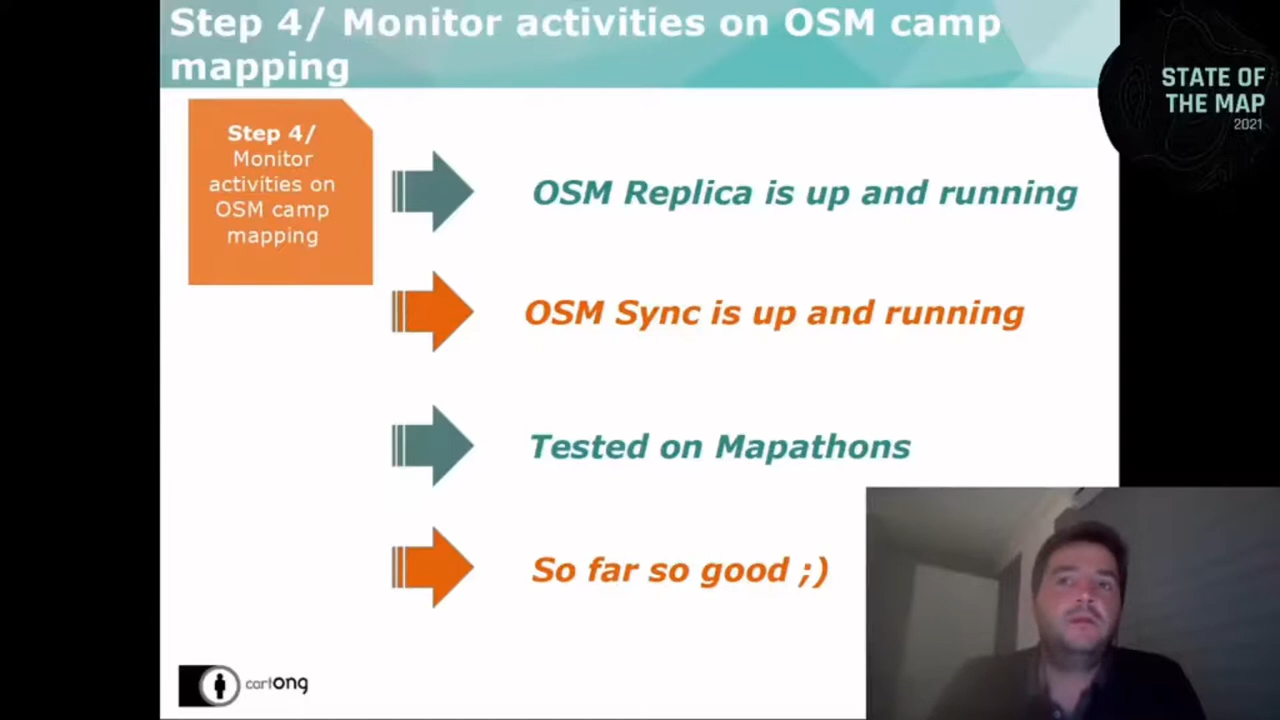 Step 4/ Monitor activities on OSM camp
mapping
STATE OF
THE MAP
2021
Step 4/
Monitor
activities on
OSM camp
mapping
OSM Replica is up and running
OSM Sync is up and running
Tested on Mapathons
So far so good ;)
cartong